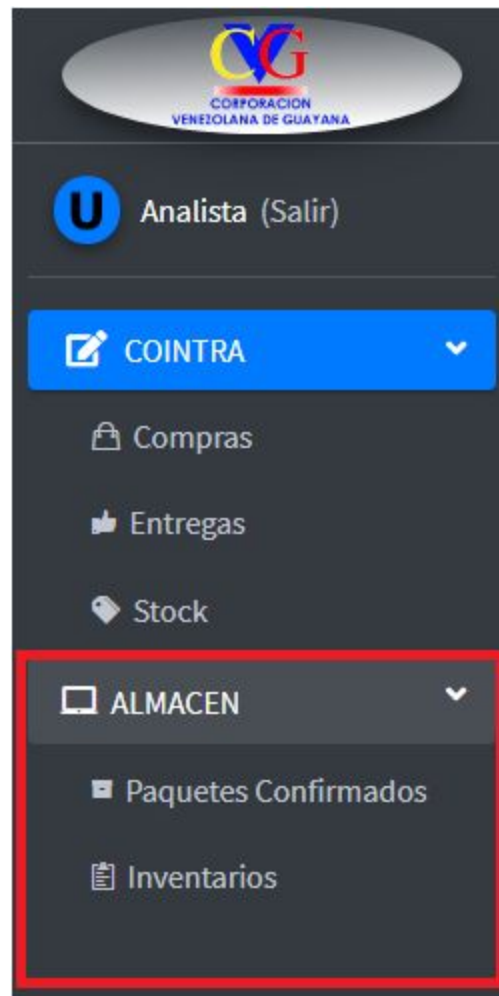 CVG
CORPORACION
VENEZOLANA DE GUAYANA
U Analista (Salir)
COINTRA
Compras
Entregas
Stock
ALMACEN
Paquetes Confirmados
Inventarios